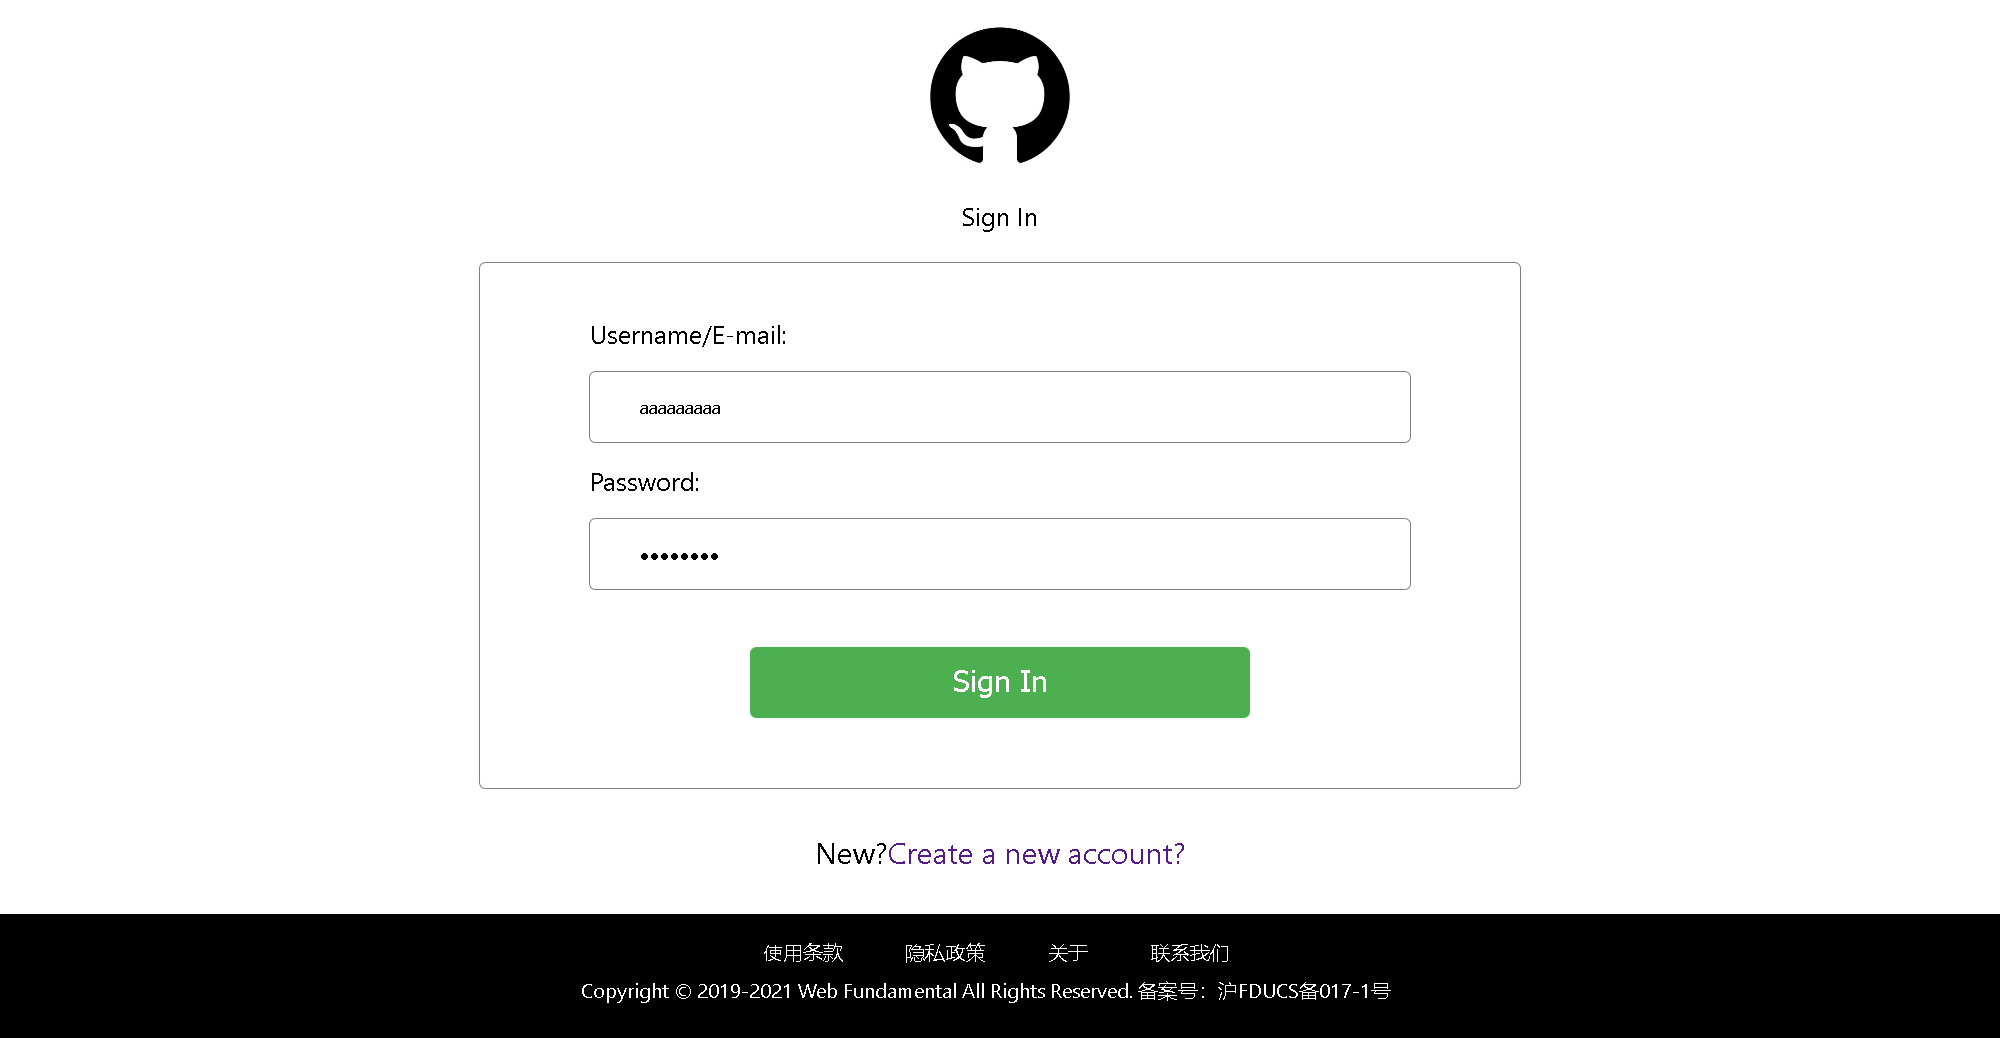 Sign In
Username/E-mail:
aaaaaaaaa
Password:
••••••••
Sign In
New?Create a new account?
使用条款 隐私政策 关于 联系我们
Copyright © 2019-2021 Web Fundamental All Rights Reserved. 备案号：沪FDUCS备017-1号